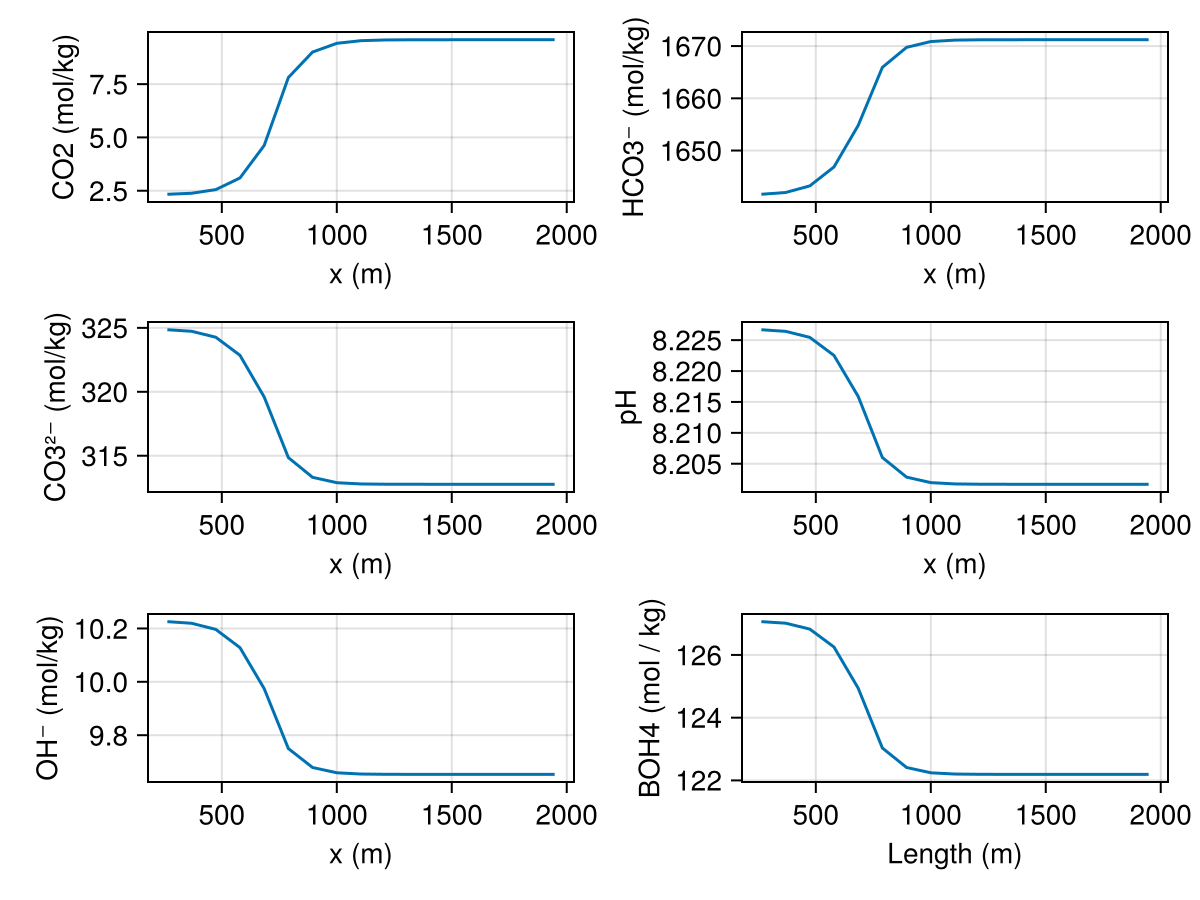 CO2 (mol/kg)
7.5
5.0
2.5
500 1000 1500 2000
x (m)
HCO3⁻ (mol/kg)
1670
1660
1650
500 1000 1500 2000
x (m)
CO3²⁻ (mol/kg)
325
320
315
500 1000 1500 2000
x (m)
pH
8.225
8.220
8.215
8.210
8.205
500 1000 1500 2000
x (m)
OH⁻ (mol/kg)
10.2
10.0
9.8
500 1000 1500 2000
x (m)
BOH4 (mol / kg)
126
124
122
500 1000 1500 2000
Length (m)